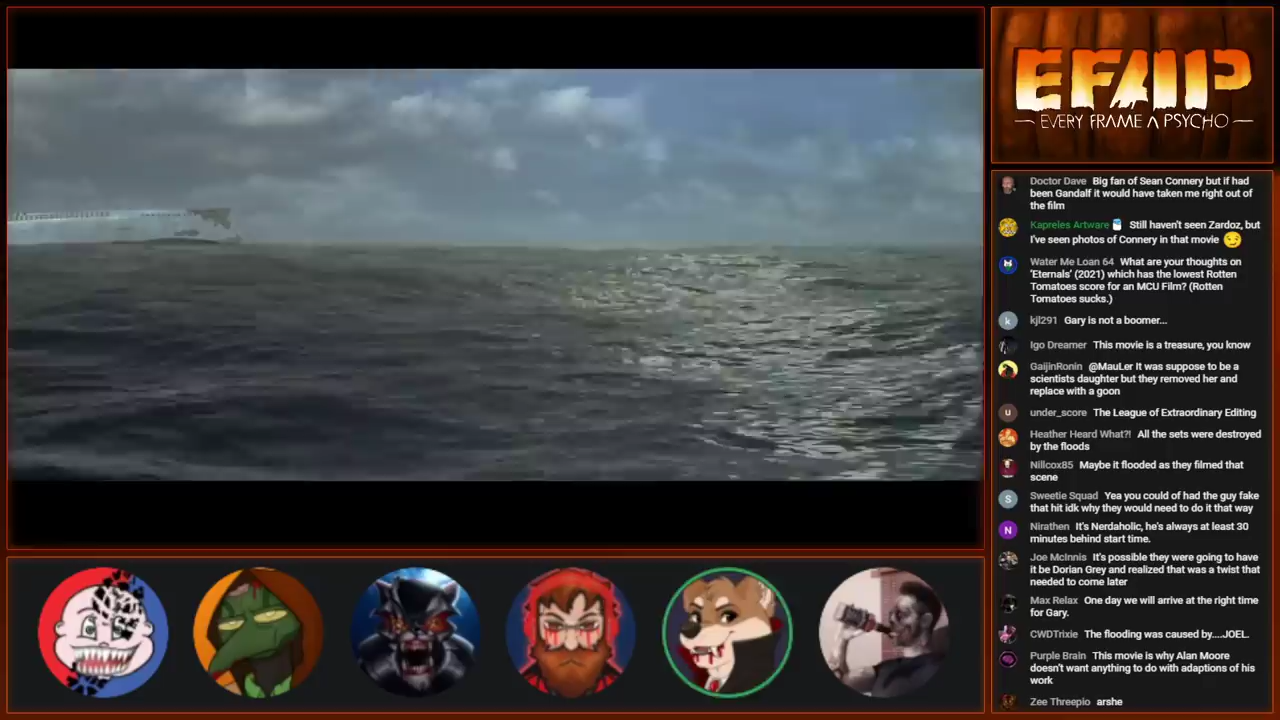 EFAP
EVERY FRAME A PSYCHO
Doctor Dave Big fan of Sean Connery but if had
been Gandalf it would have taken me right out of
the film
Kapreles Artware Still haven't seen Zardoz, but
I've seen photos of Connery in that movie
Water Me Loan 64 What are your thoughts on
'Eternals' (2021) which has the lowest Rotten
Tomatoes score for an MCU Film? (Rotten
Tomatoes sucks.)
k kjl291 Gary is not a boomer...
Igo Dreamer This movie is a treasure, you know
GaijinRonin @MauLer It was suppose to be a
scientists daughter but they removed her and
replace with a goon
u under_score The League of Extraordinary Editing
Heather Heard What?! All the sets were destroyed
by the floods
Nillcox85 Maybe it flooded as they filmed that
scene
S Sweetie Squad Yea you could of had the guy fake
that hit idk why they would need to do it that way
N Nirathen It's Nerdaholic, he's always at least 30
minutes behind start time.
Joe McInnis It's possible they were going to have
it be Dorian Grey and realized that was a twist that
needed to come later
Max Relax One day we will arrive at the right time
for Gary.
CWDTrixie The flooding was caused by....JOEL.
Purple Brain This movie is why Alan Moore
doesn't want anything to do with adaptions of his
work
Zee Threepio arshe